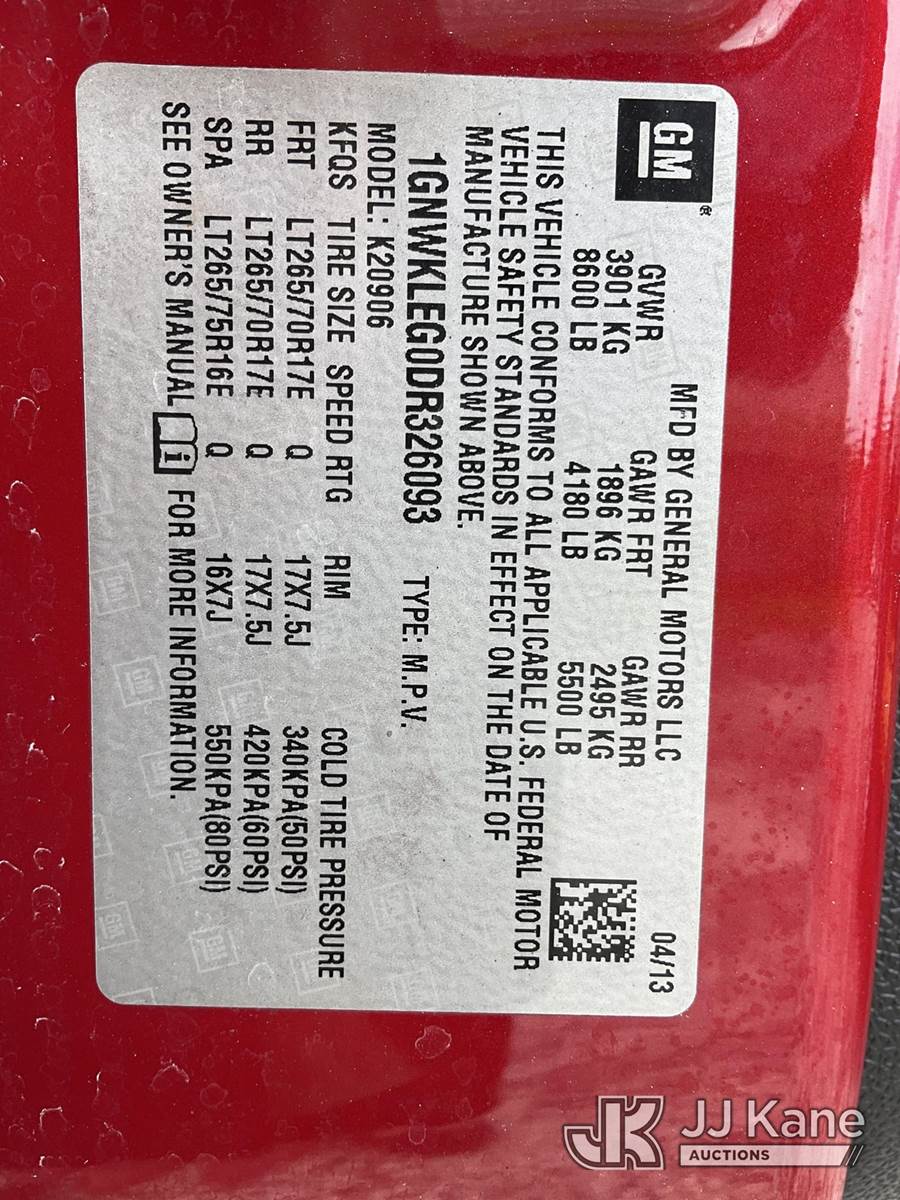 GM®
MFD BY GENERAL MOTORS LLC 04/13
GVWR GAWR FRT GAWR RR
3901 KG 1896 KG 2495 KG
8600 LB 4180 LB 5500 LB
THIS VEHICLE CONFORMS TO ALL APPLICABLE U.S. FEDERAL MOTOR
VEHICLE SAFETY STANDARDS IN EFFECT ON THE DATE OF
MANUFACTURE SHOWN ABOVE.
1GNWKLEG0DR326093 TYPE: M.P.V.
MODEL: K20906
KFQS TIRE SIZE SPEED RTG RIM COLD TIRE PRESSURE
FRT LT265/70R17E Q 17X7.5J 340KPA(50PSI)
RR LT265/70R17E Q 17X7.5J 420KPA(60PSI)
SPA LT265/75R16E Q 16X7J 550KPA(80PSI)
SEE OWNER'S MANUAL i FOR MORE INFORMATION.
JK JJ Kane
AUCTIONS